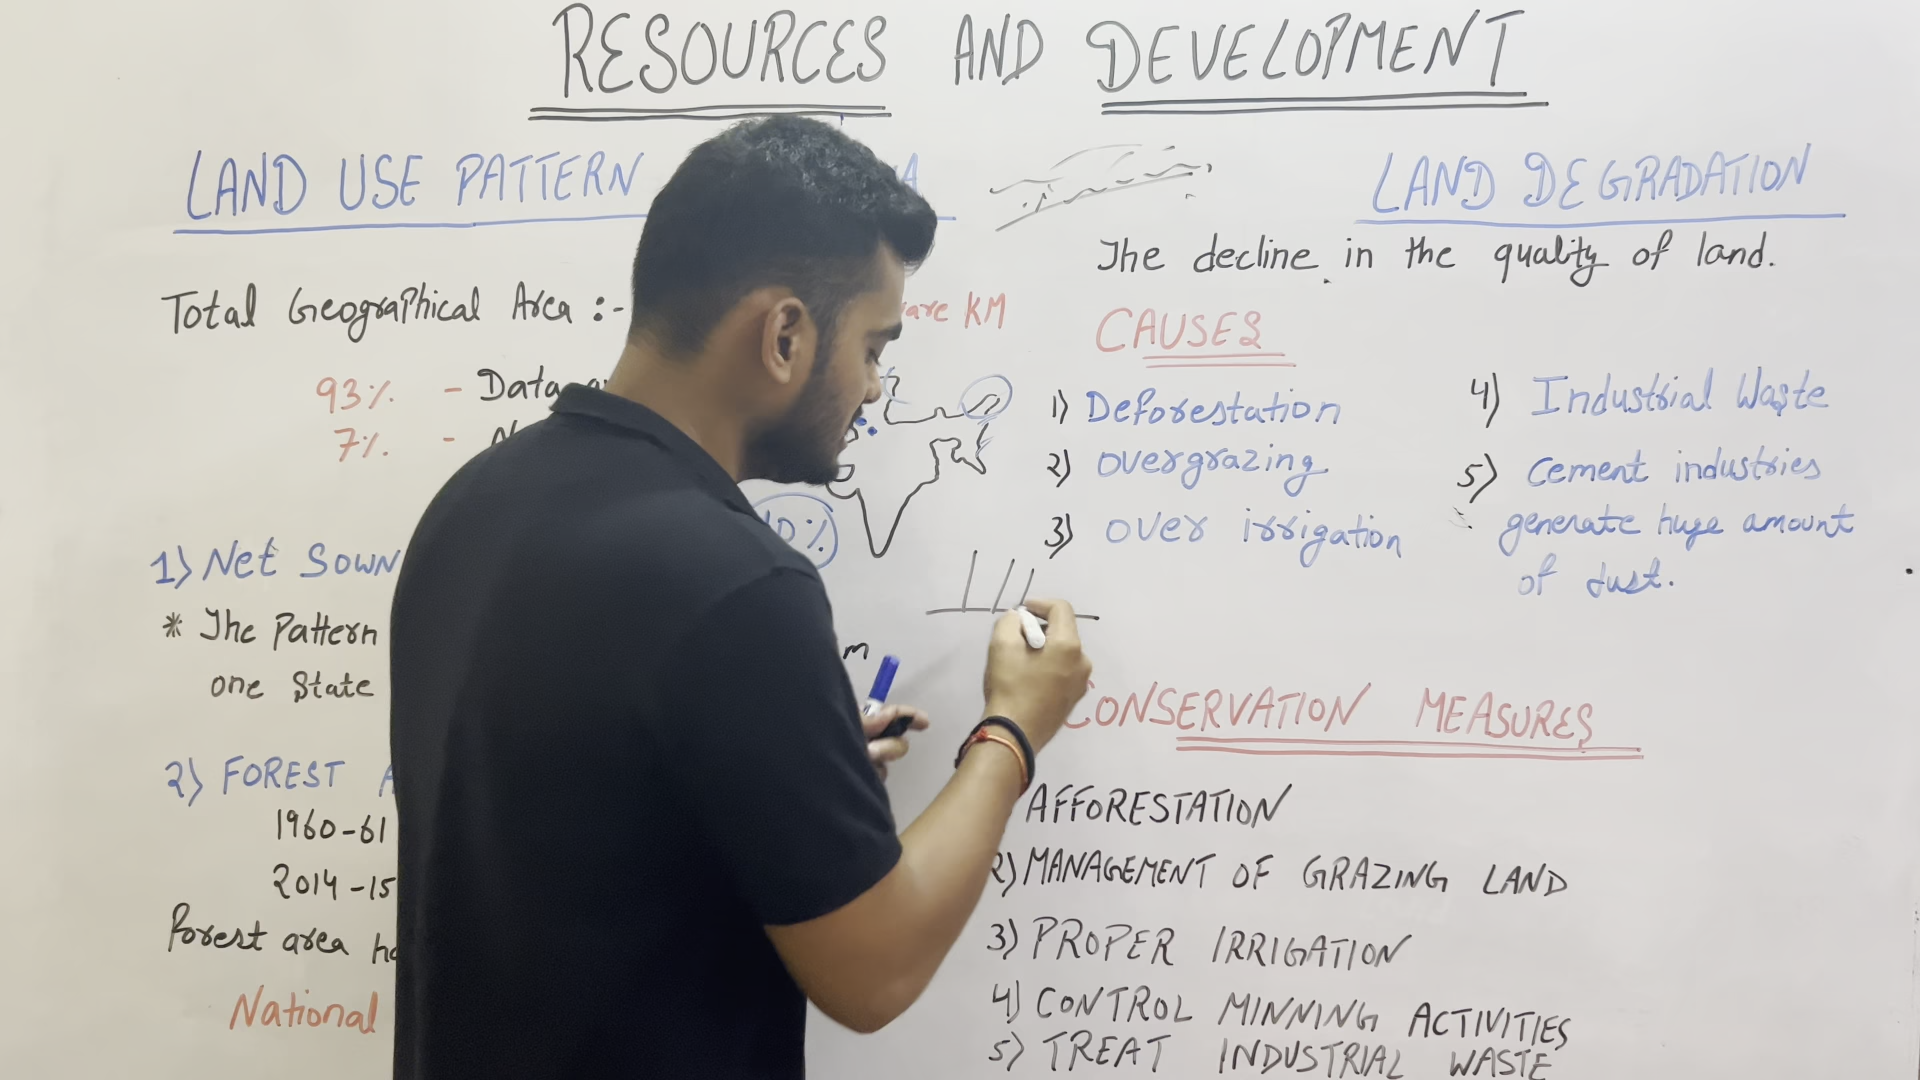 RESOURCES AND DEVELOPMENT
LAND USE PATTERN
Total Geographical Area :-
KM
93% - Data
7% -
10%
1) Net Sown
* The Pattern
one State
2) FOREST
1960-61
2014-15
Forest area
National
LAND DEGRADATION
The decline in the quality of land.
CAUSES
1) Deforestation
2) overgrazing
3) over irrigation
4) Industrial Waste
5) Cement industries
generate huge amount
of dust.
CONSERVATION MEASURES
AFFORESTATION
2) MANAGEMENT OF GRAZING LAND
3) PROPER IRRIGATION
4) CONTROL MINNING ACTIVITIES
5) TREAT INDUSTRIAL WASTE